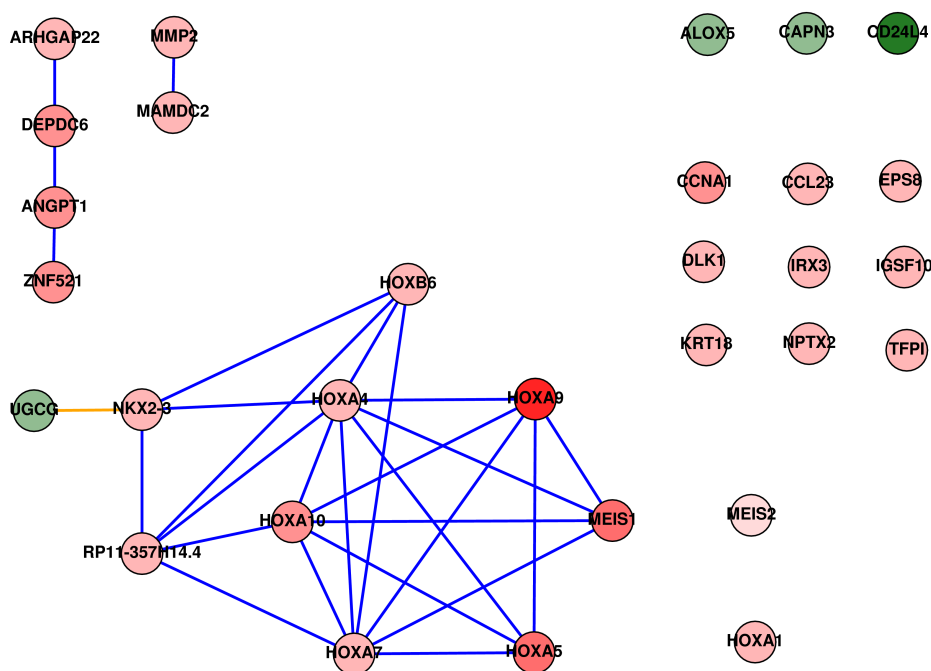 ARHGAP22
MMP2
ALOX5
CAPN3
CD24L4
MAMDC2
DEPDC6
CCNA1
CCL23
EPS8
ANGPT1
DLK1
IRX3
IGSF10
ZNF521
HOXB6
KRT18
NPTX2
TFPI
UGCG
NKX2-3
HOXA4
HOXA9
HOXA10
MEIS1
MEIS2
RP11-357H14.4
HOXA7
HOXA5
HOXA1